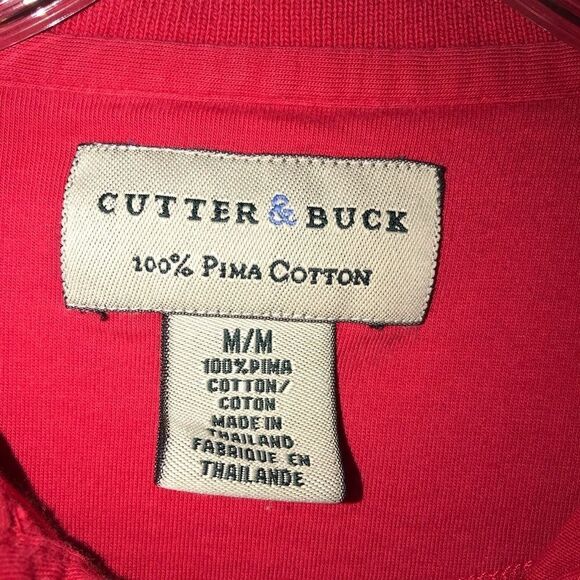 CUTTER & BUCK
100% PIMA COTTON
M/M
100% PIMA
COTTON/
COTON
MADE IN
THAILAND
FABRIQUE EN
THAILANDE